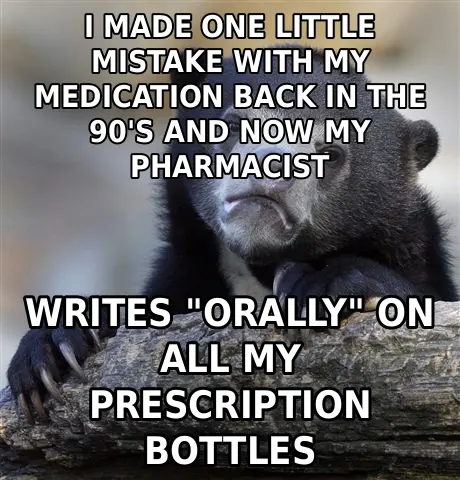 I MADE ONE LITTLE
MISTAKE WITH MY
MEDICATION BACK IN THE
90'S AND NOW MY
PHARMACIST
WRITES "ORALLY" ON
ALL MY
PRESCRIPTION
BOTTLES